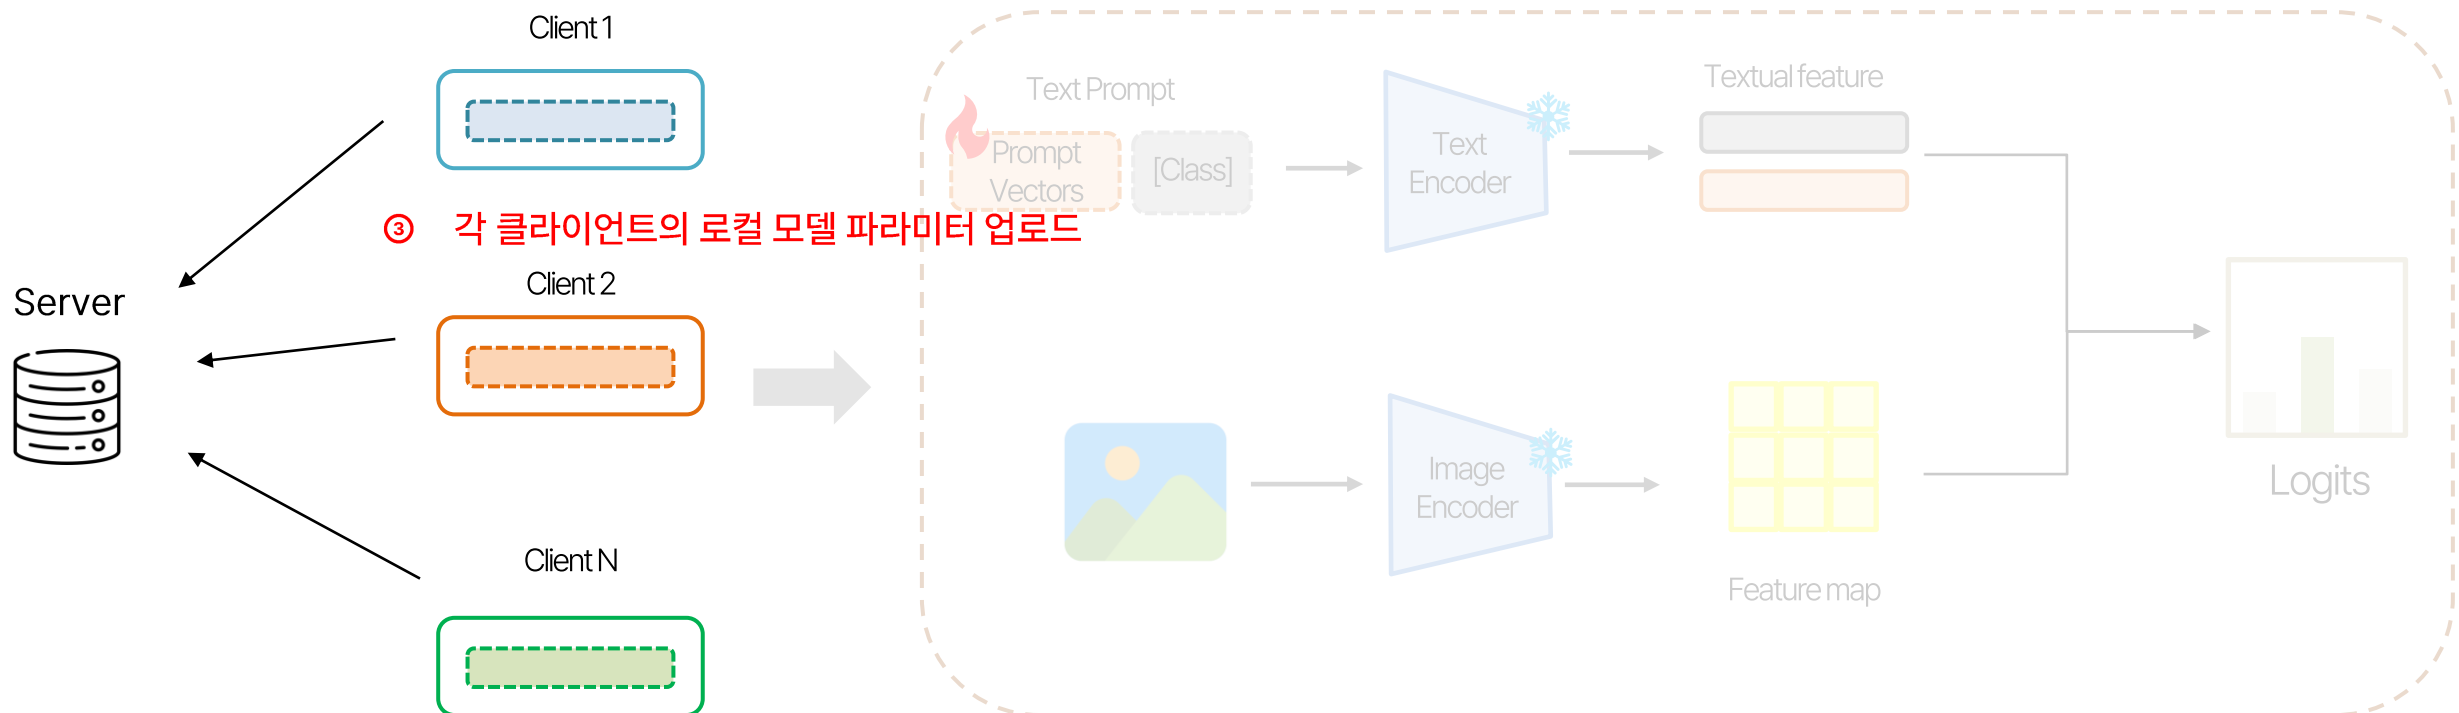 Client 1
Text Prompt
Prompt
Vectors
[Class]
Text
Encoder
Textual feature
③ 각 클라이언트의 로컬 모델 파라미터 업로드
Client 2
Server
Image
Encoder
Logits
Client N
Feature map